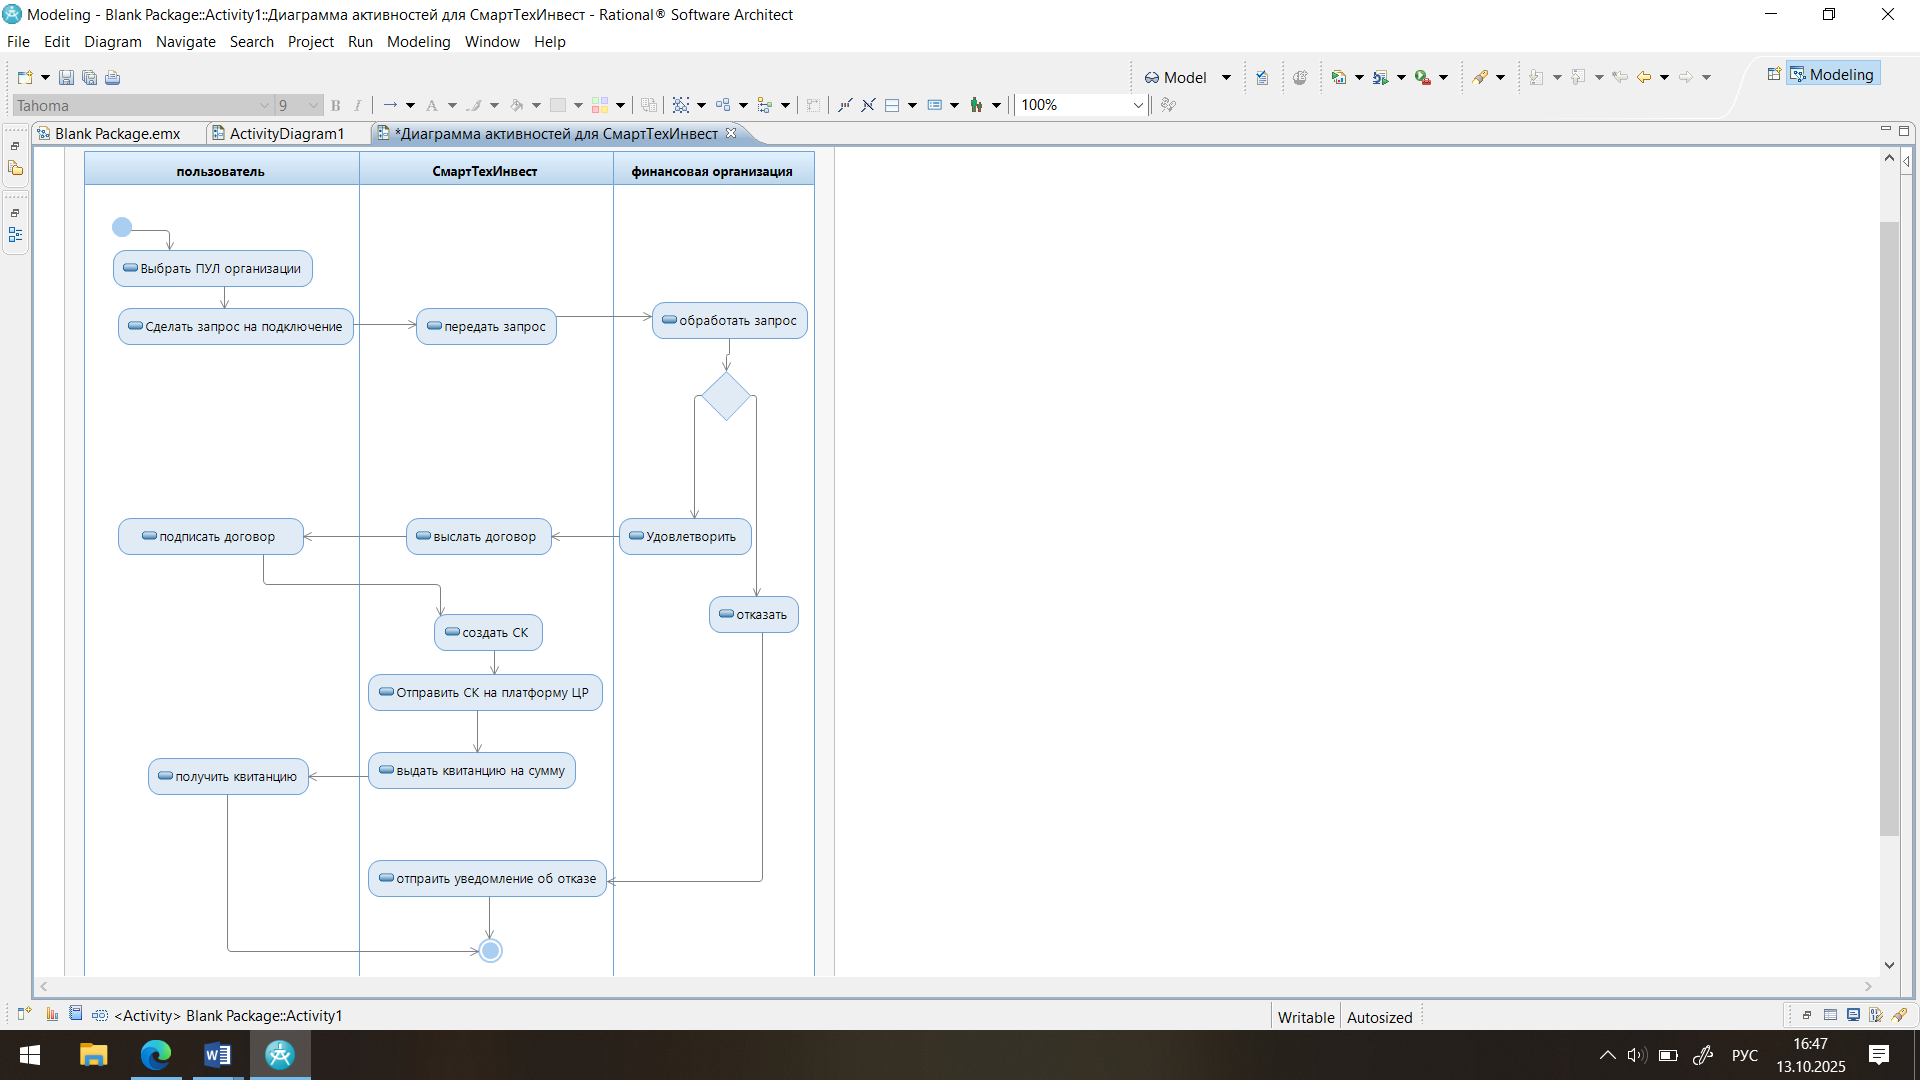 Modeling - Blank Package::Activity1::Диаграмма активностей для СмартТехИнвест - Rational® Software Architect
File Edit Diagram Navigate Search Project Run Modeling Window Help
Model
Modeling
Tahoma 9 B I A 100%
Blank Package.emx ActivityDiagram1 *Диаграмма активностей для СмартТехИнвест
пользователь СмартТехИнвест финансовая организация
Выбрать ПУЛ организации
Сделать запрос на подключение передать запрос обработать запрос
подписать договор выслать договор Удовлетворить
отказать
создать СК
Отправить СК на платформу ЦР
выдать квитанцию на сумму
получить квитанцию
отпраить уведомление об отказе
<Activity> Blank Package::Activity1 Writable Autosized
РУС 16:47
13.10.2025